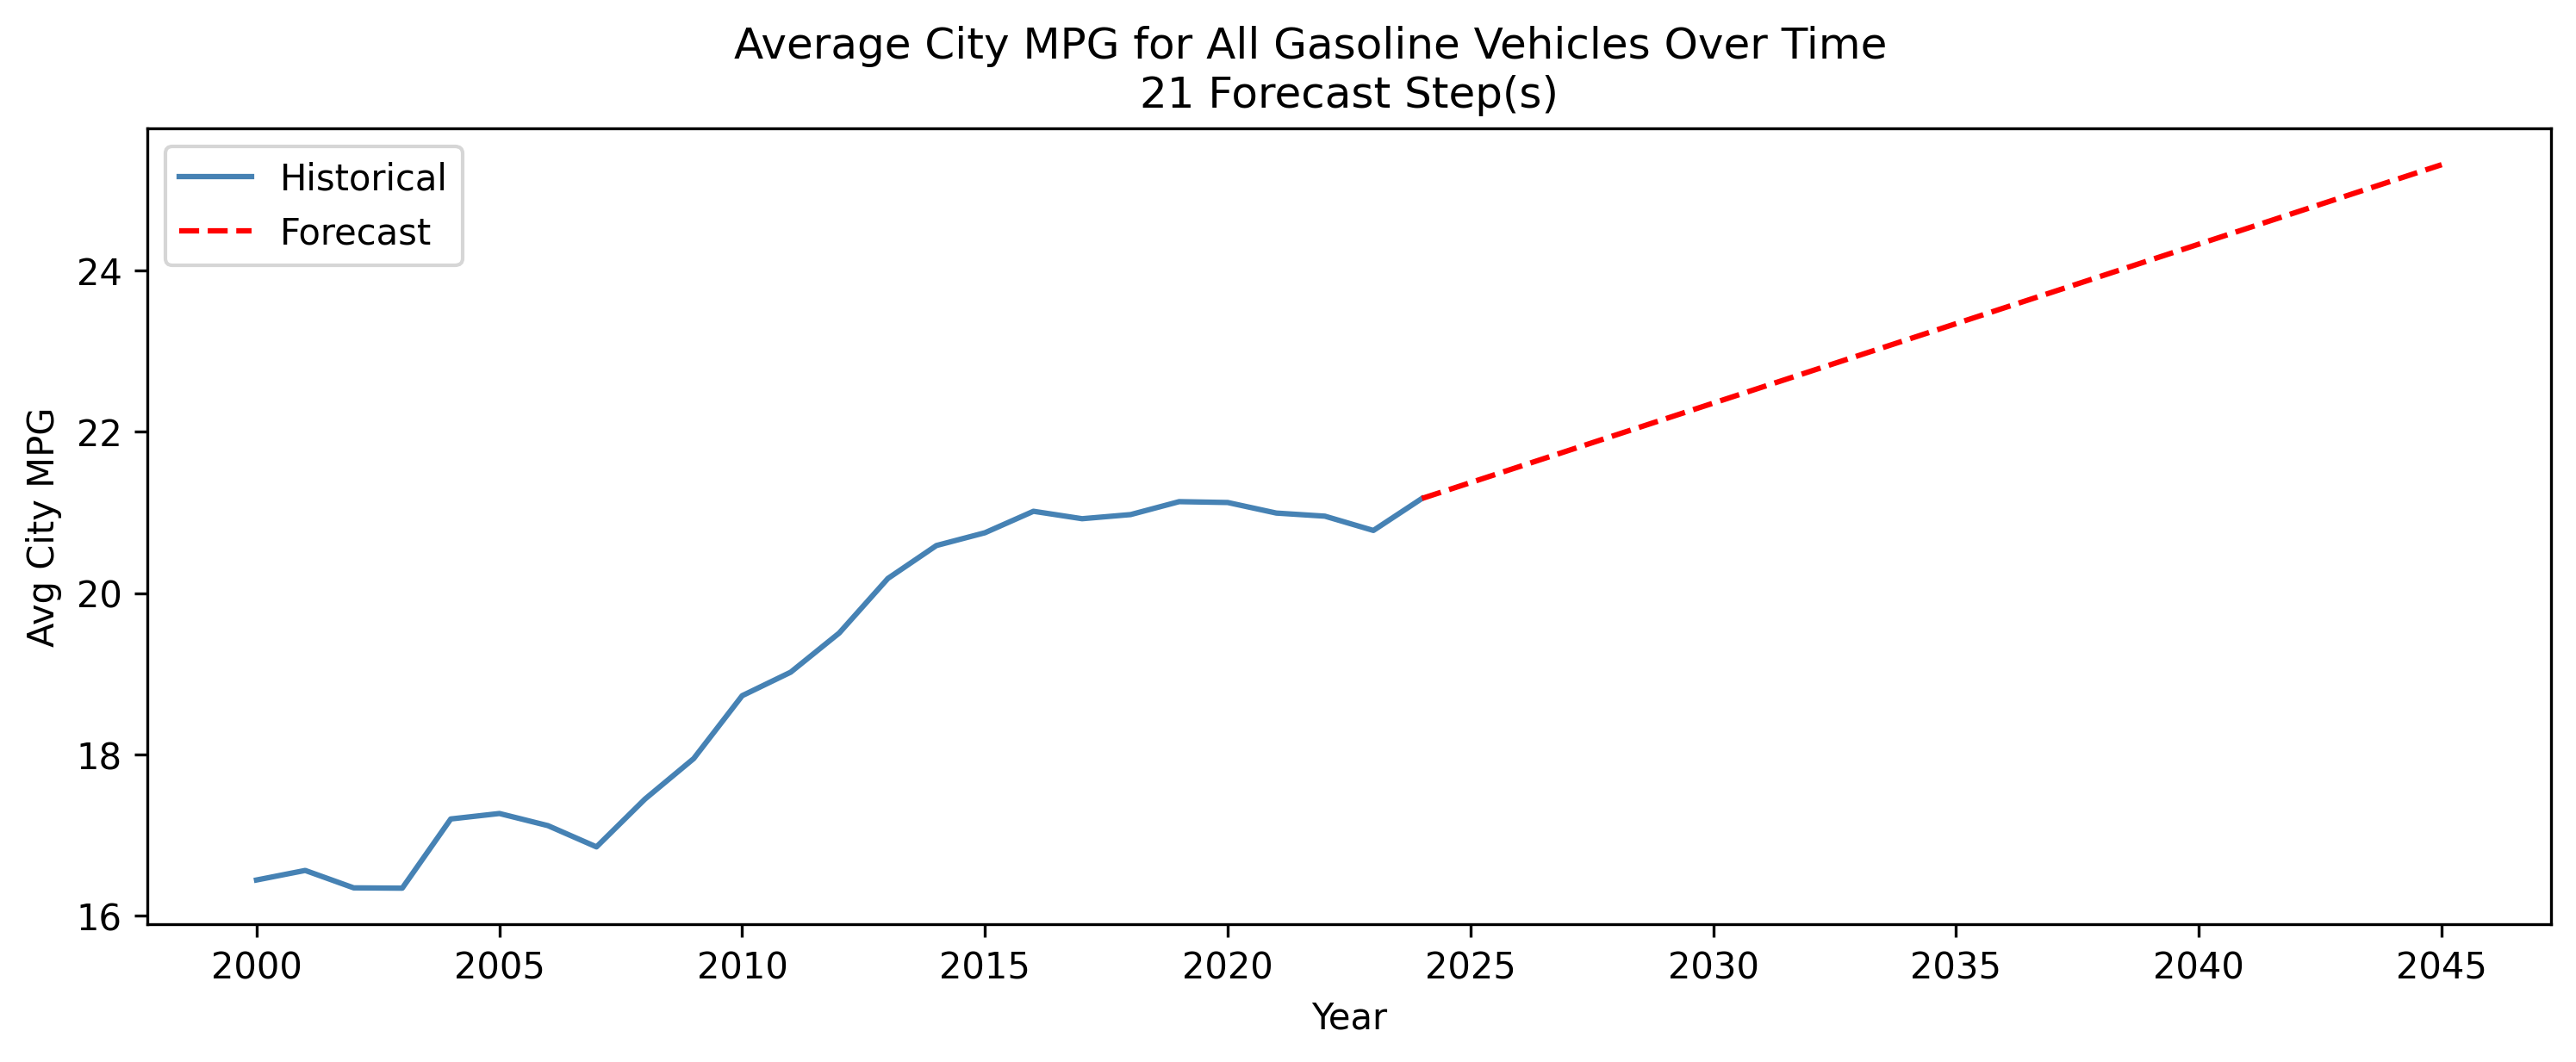 Average City MPG for All Gasoline Vehicles Over Time
21 Forecast Step(s)
Historical
Forecast
24
22
20
18
16
Avg City MPG
2000 2005 2010 2015 2020 2025 2030 2035 2040 2045
Year